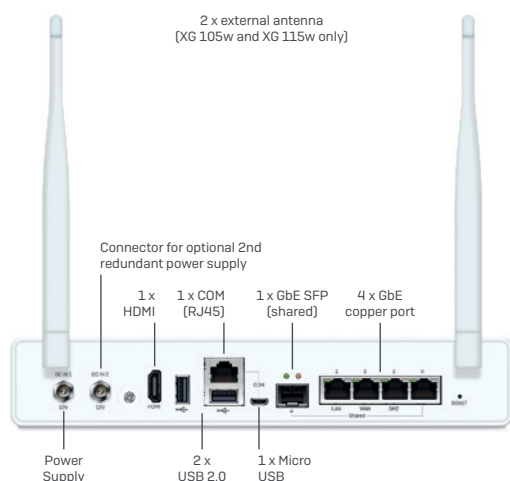 2 x external antenna
(XG 105w and XG 115w only)
Connector for optional 2nd
redundant power supply
1 x
HDMI
1 x COM
(RJ45)
1 x GbE SFP
(shared)
4 x GbE
copper port
DC IN 1
DC IN 2
12V
12V
HDMI
COM
1 2 3 4
LAN WAN DMZ
Shared
RESET
Power
Supply
2 x
USB 2.0
1 x Micro
USB